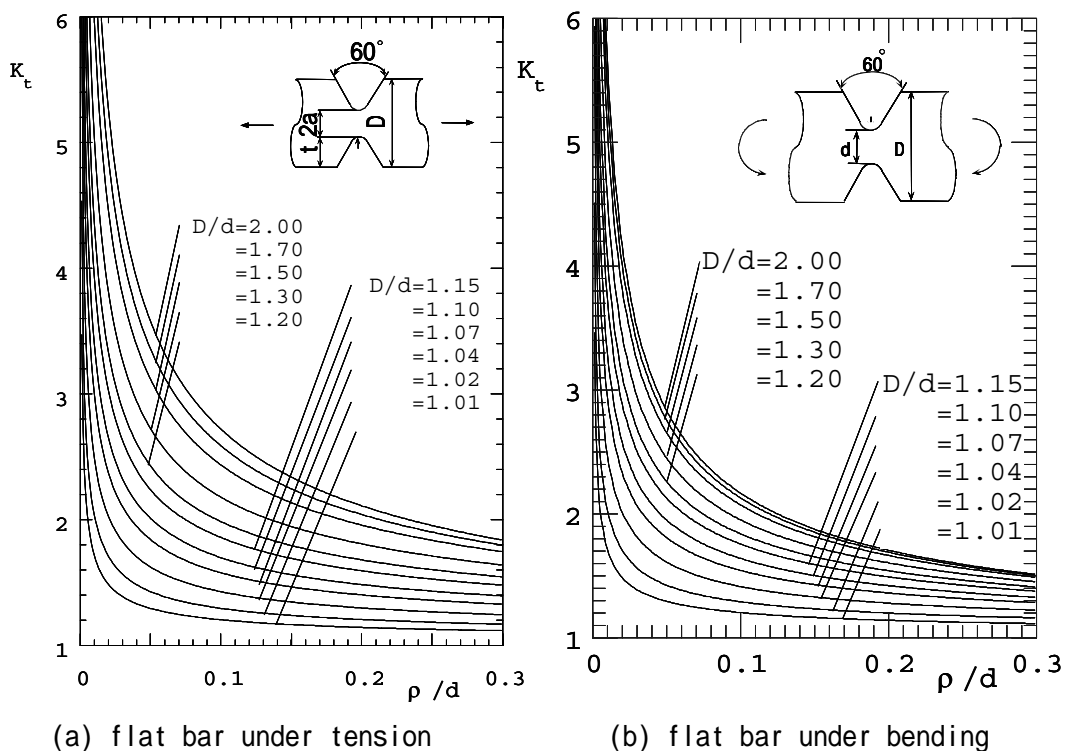 6
5
4
3
2
1
K t
0
0.1
0.2
0.3
ρ /d
60°
2a
t
D
D/d=2.00
=1.70
=1.50
=1.30
=1.20
D/d=1.15
=1.10
=1.07
=1.04
=1.02
=1.01
(a) flat bar under tension
6
5
4
3
2
1
K t
0
0.1
0.2
0.3
ρ /d
60°
d
D
D/d=2.00
=1.70
=1.50
=1.30
=1.20
D/d=1.15
=1.10
=1.07
=1.04
=1.02
=1.01
(b) flat bar under bending